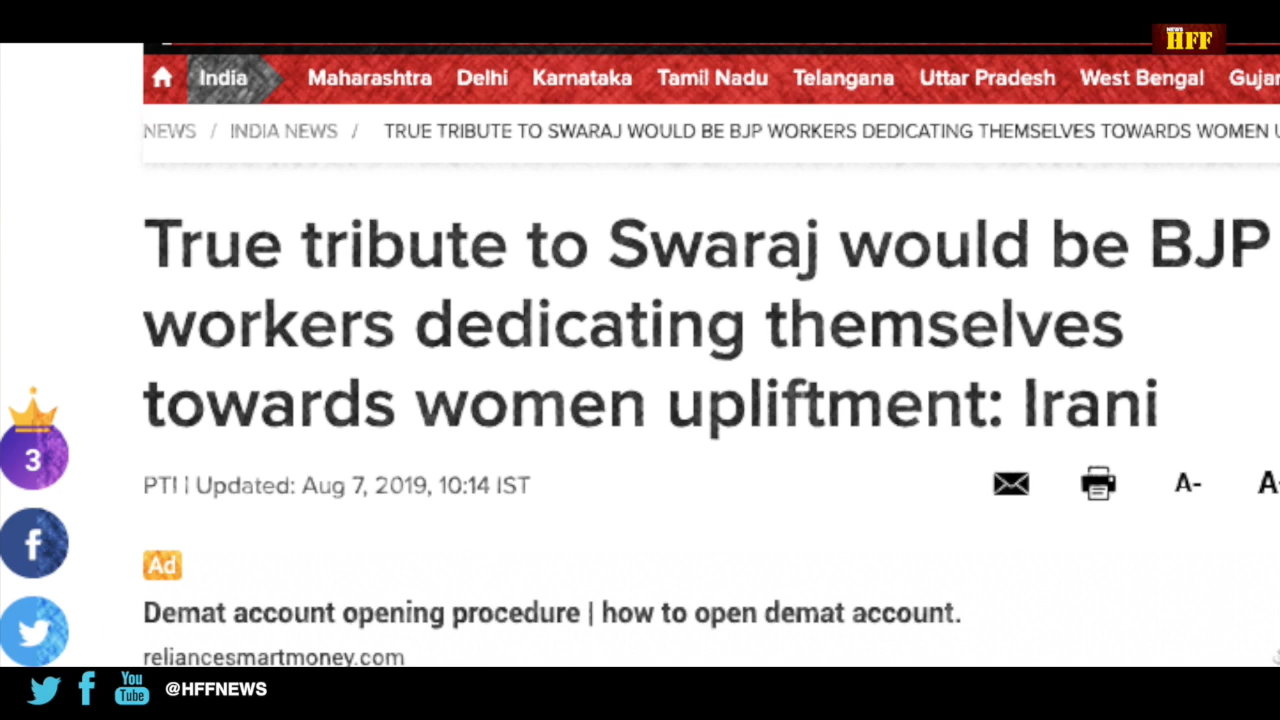 NEWS
HFF
India Maharashtra Delhi Karnataka Tamil Nadu Telangana Uttar Pradesh West Bengal Gujar
NEWS / INDIA NEWS / TRUE TRIBUTE TO SWARAJ WOULD BE BJP WORKERS DEDICATING THEMSELVES TOWARDS WOMEN U
True tribute to Swaraj would be BJP
workers dedicating themselves
towards women upliftment: Irani
3
PTI | Updated: Aug 7, 2019, 10:14 IST
A- A
Ad
Demat account opening procedure | how to open demat account.
reliancesmartmoney.com
You
Tube
@HFFNEWS